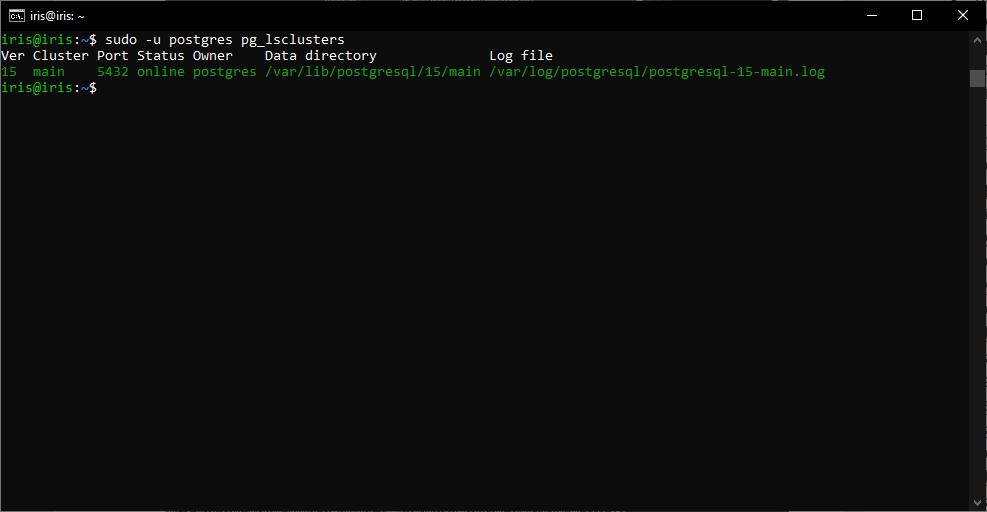 iris@iris: ~
iris@iris:~$ sudo -u postgres pg_lsclusters
Ver Cluster Port Status Owner    Data directory              Log file
15  main    5432 online postgres /var/lib/postgresql/15/main /var/log/postgresql/postgresql-15-main.log
iris@iris:~$